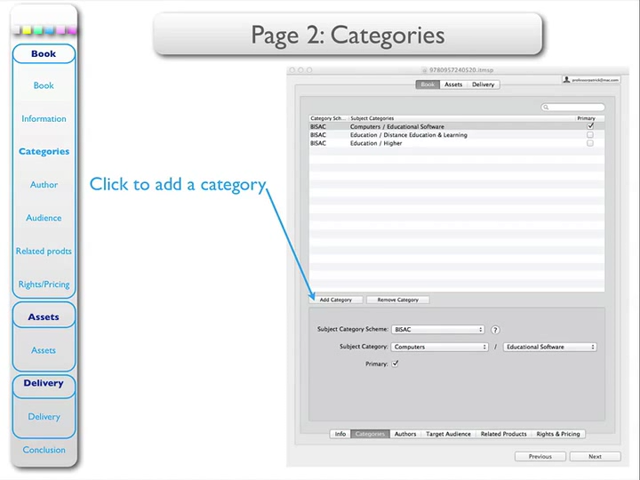 Page 2: Categories
Book
Book
Information
Categories
Author
Audience
Related prodts
Rights/Pricing
Assets
Assets
Delivery
Delivery
Conclusion
Click to add a category
9780957240520.itmsp
Book Assets Delivery
Category Sch... Subject Categories Primary
BISAC Computers / Educational Software
BISAC Education / Distance Education & Learning
BISAC Education / Higher
Add Category Remove Category
Subject Category Scheme: BISAC ?
Subject Category: Computers / Educational Software
Primary:
Info Categories Authors Target Audience Related Products Rights & Pricing
Previous Next